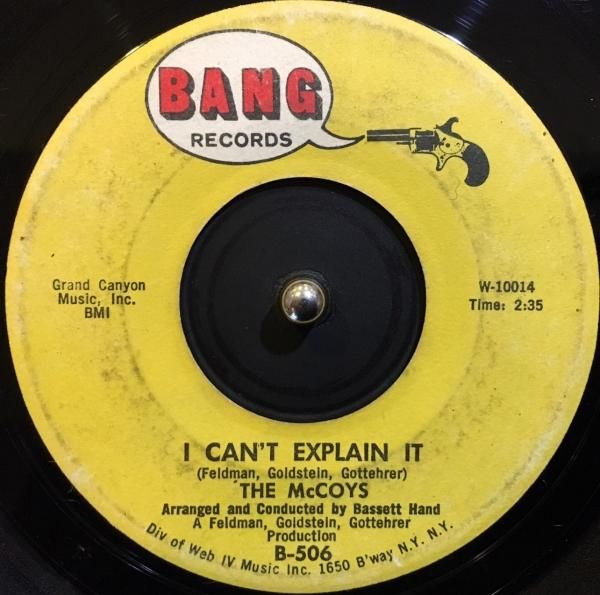 BANG
RECORDS
Grand Canyon
Music, Inc.
BMI
W-10014
Time: 2:35
I CAN'T EXPLAIN IT
(Feldman, Goldstein, Gottehrer)
THE McCOYS
Arranged and Conducted by Bassett Hand
A Feldman, Goldstein, Gottehrer
Production
B-506
Div of Web IV Music Inc. 1650 B'way N.Y. N.Y.